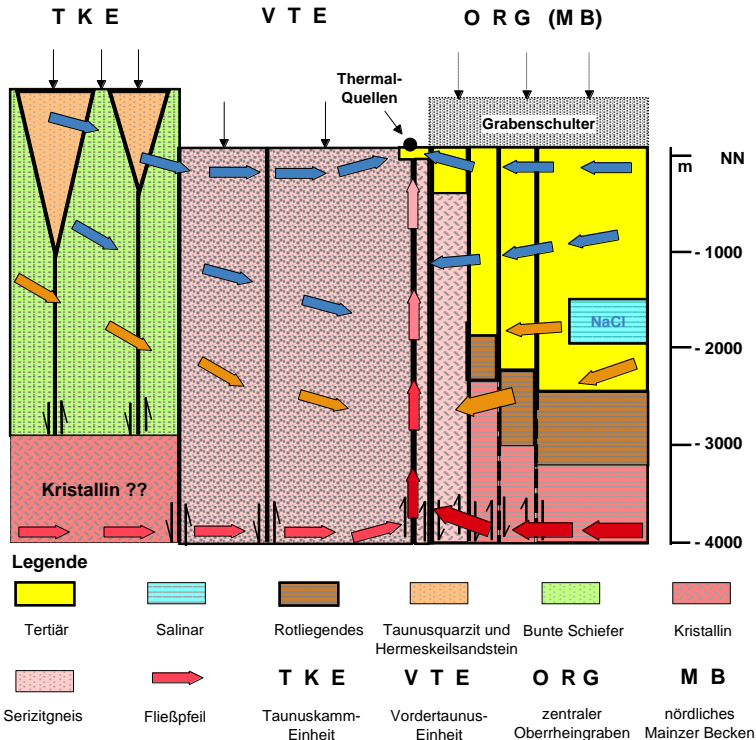 T K E
V T E
O R G (M B)
Thermal-
Quellen
Grabenschulter
m NN
- 1000
NaCl
- 2000
- 3000
Kristallin ??
- 4000
Legende
Tertiär
Salinar
Rotliegendes
Taunusquarzit und
Hermeskeilsandstein
Bunte Schiefer
Kristallin
Serizitgneis
Fließpfeil
T K E
Taunuskamm-
Einheit
V T E
Vordertaunus-
Einheit
O R G
zentraler
Oberrheingraben
M B
nördliches
Mainzer Becken